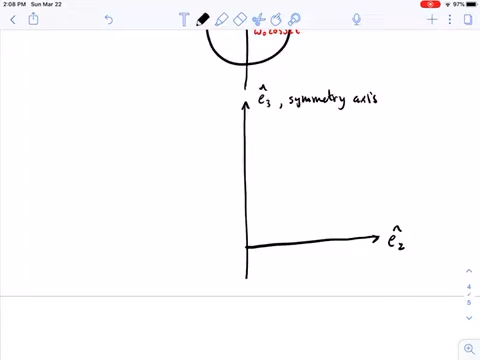 2:08 PM Sun Mar 22
97%
ê₃, symmetry axis
ê₂
4
/
5